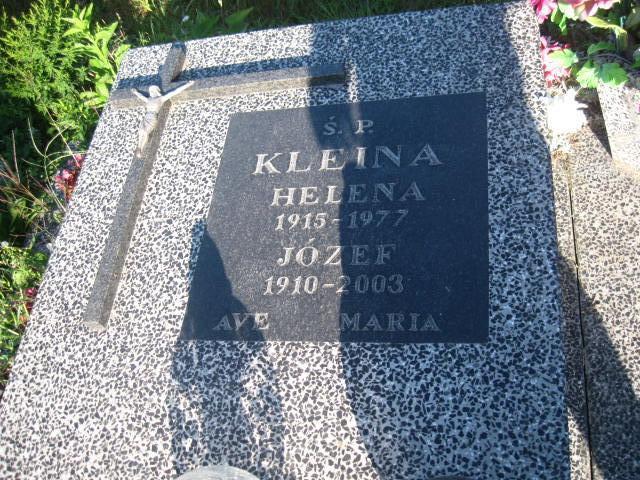 Ś. P.
KLEINA
HELENA
1915-1977
JÓZEF
1910-2003
AVE MARIA